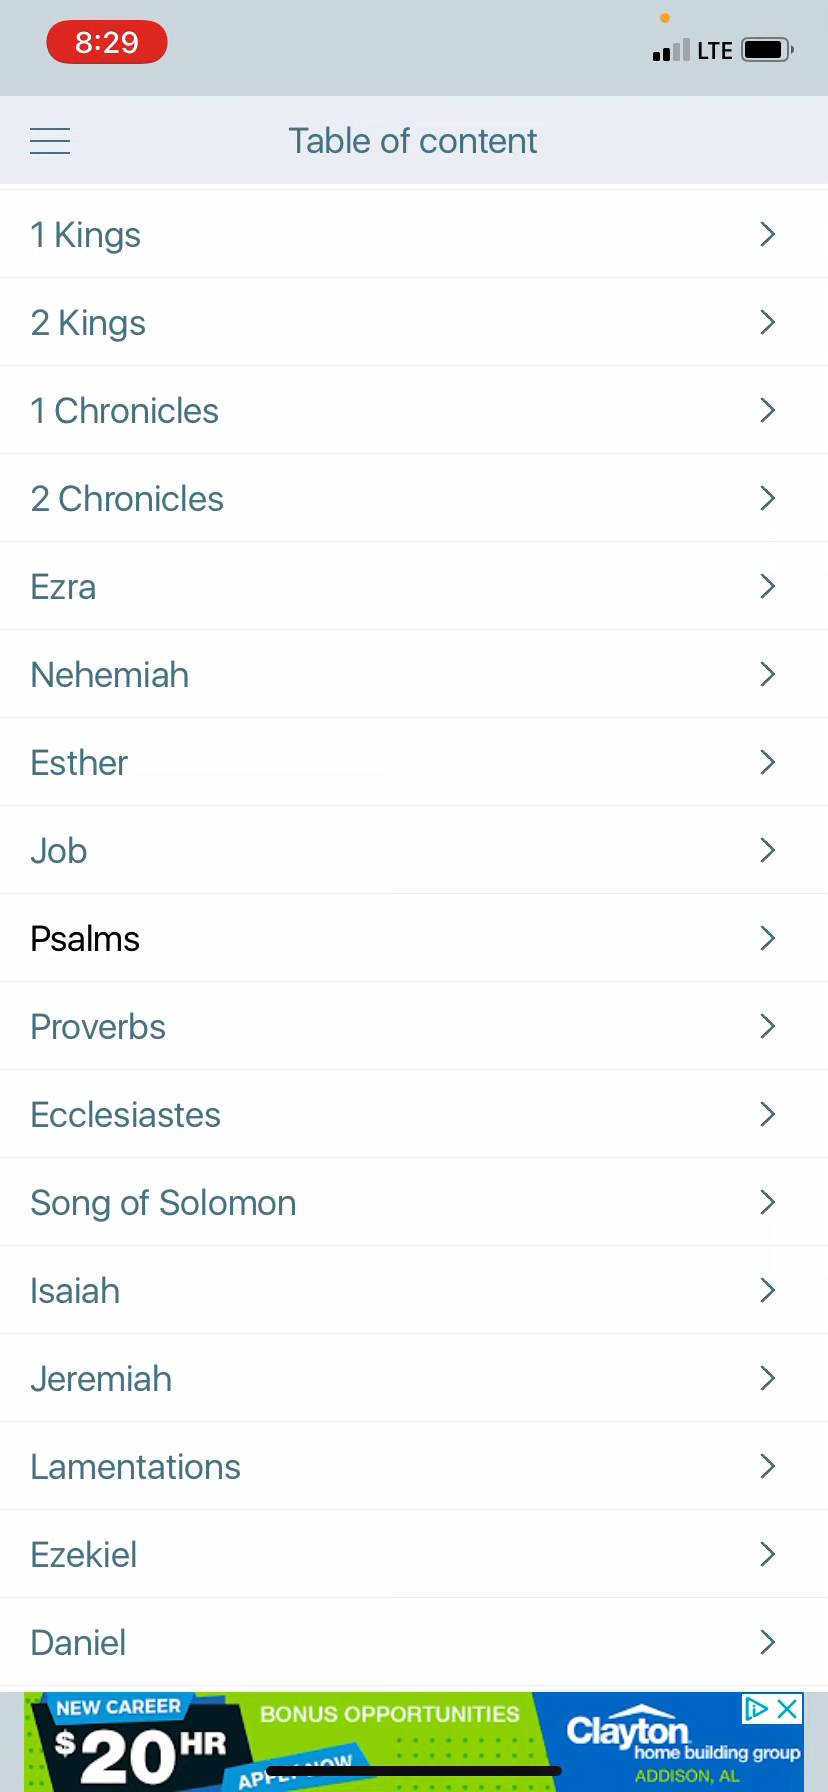 8:29
LTE
Table of content
1 Kings
2 Kings
1 Chronicles
2 Chronicles
Ezra
Nehemiah
Esther
Job
Psalms
Proverbs
Ecclesiastes
Song of Solomon
Isaiah
Jeremiah
Lamentations
Ezekiel
Daniel
NEW CAREER
$20HR
APPLY NOW
BONUS OPPORTUNITIES
Clayton
home building group
ADDISON, AL